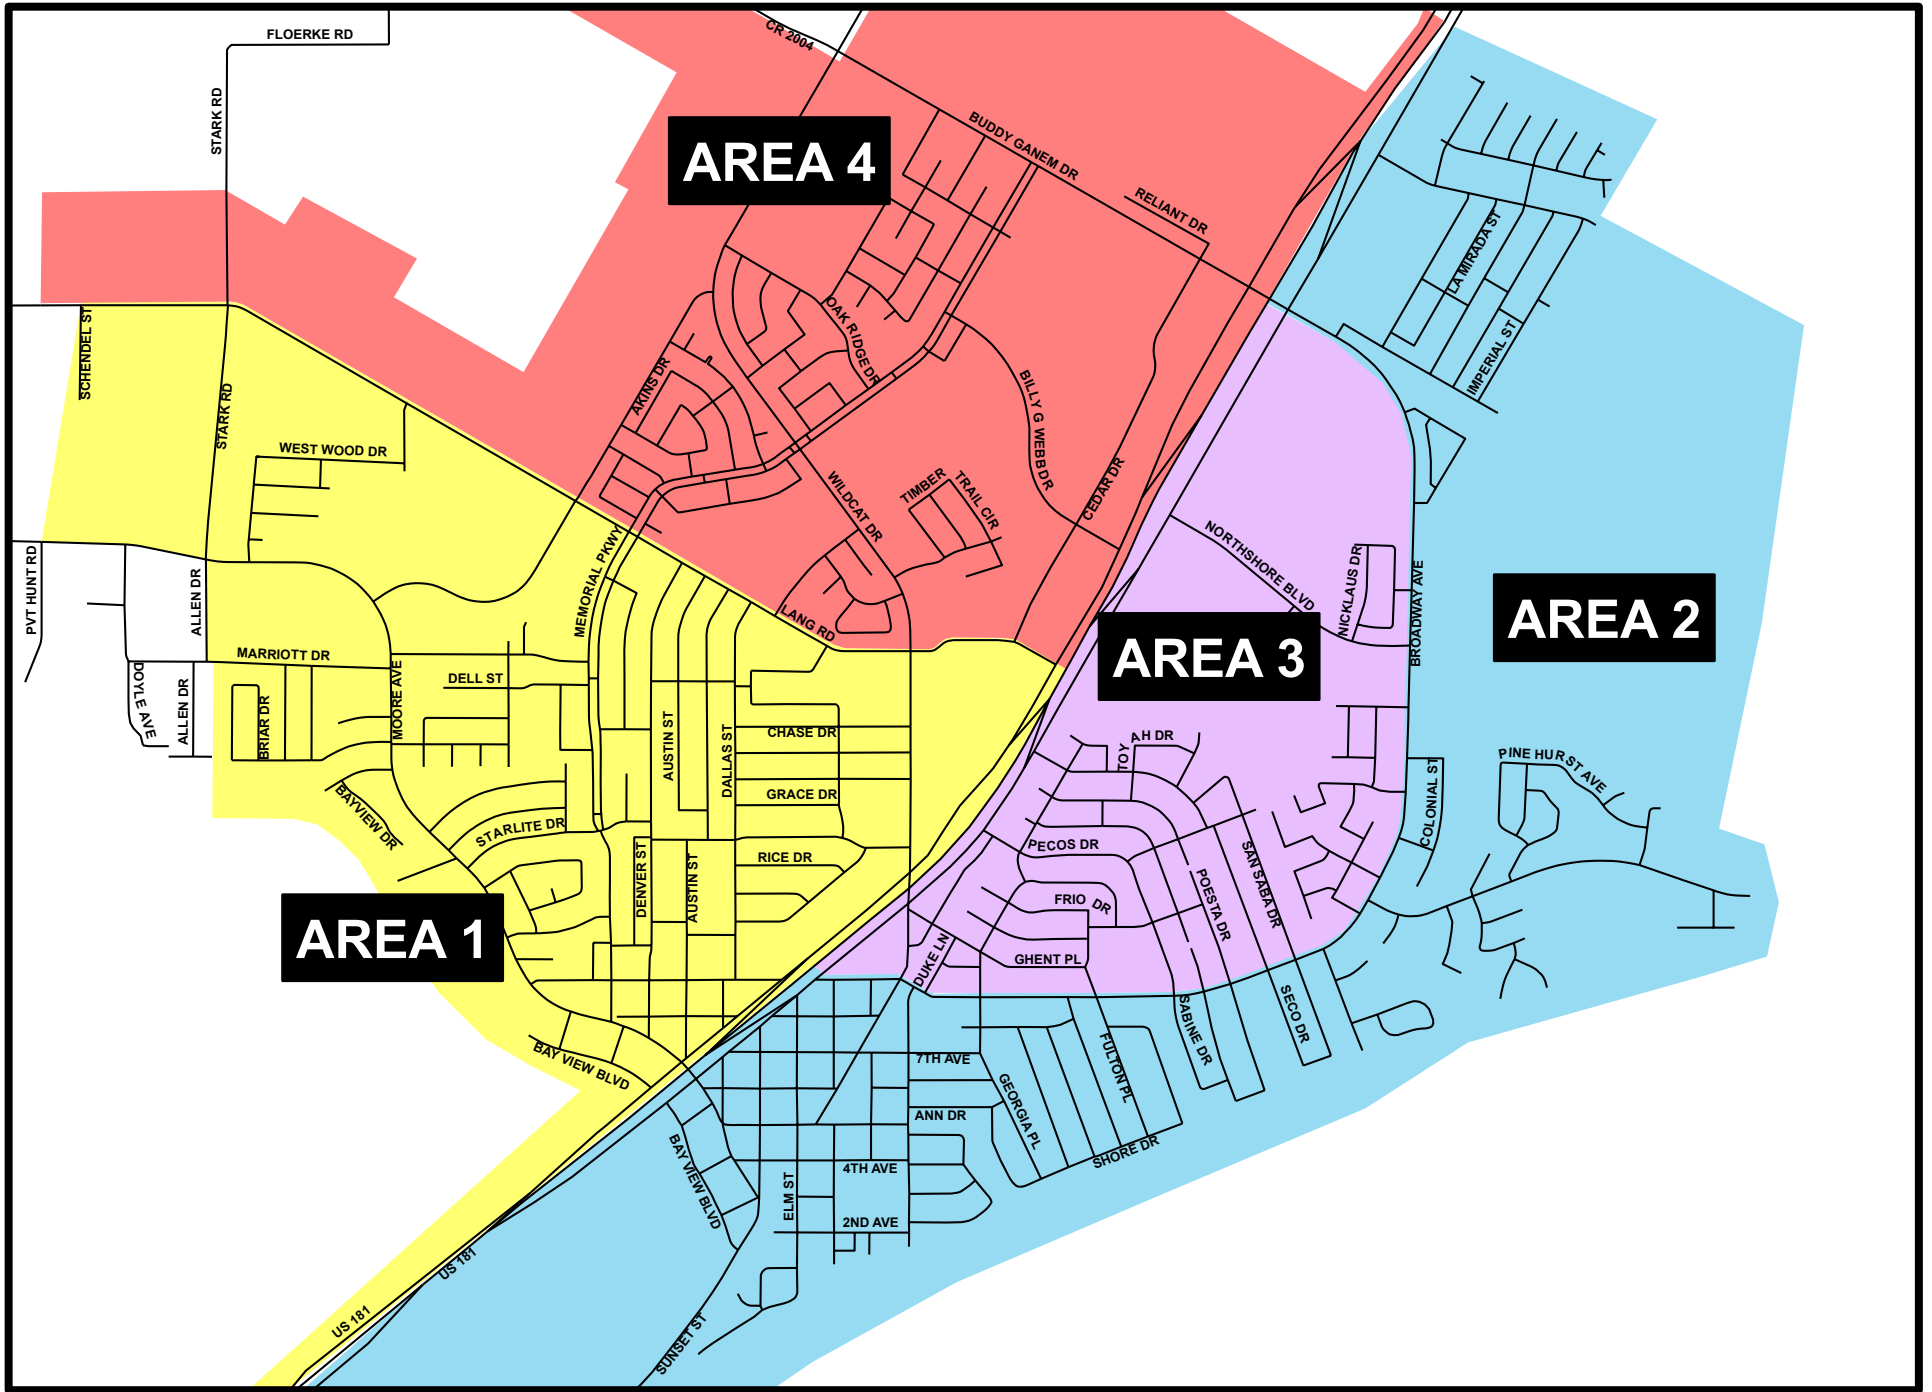 FLOERKE RD
CR 2004
STARK RD
AREA 4
BUDDY GANEM DR
RELIANT DR
LA MIRADA ST
SCHENDEL ST
OAK RIDGE DR
IMPERIAL ST
AKINS DR
STARK RD
BILLY G WEBB DR
WEST WOOD DR
WILDCAT DR
TIMBER
TRAIL CIR
CEDAR DR
NORTHSHORE BLVD
PVT HUNT RD
ALLEN DR
MEMORIAL PKWY
LANG RD
NICKLAUS DR
BROADWAY AVE
AREA 2
AREA 3
MARRIOTT DR
DOYLE AVE
ALLEN DR
BRIAR DR
MOORE AVE
DELL ST
AUSTIN ST
DALLAS ST
CHASE DR
TOY
AH DR
PINE HURST AVE
GRACE DR
BAYVIEW DR
STARLITE DR
COLONIAL ST
PECOS DR
RICE DR
DENVER ST
AUSTIN ST
SAN SABA DR
POESTA DR
FRIO DR
AREA 1
DUKE LN
GHENT PL
SECO DR
SABINE DR
BAY VIEW BLVD
7TH AVE
FULTON PL
GEORGIA PL
ANN DR
SHORE DR
BAY VIEW BLVD
4TH AVE
ELM ST
2ND AVE
US 181
US 181
SUNSET ST